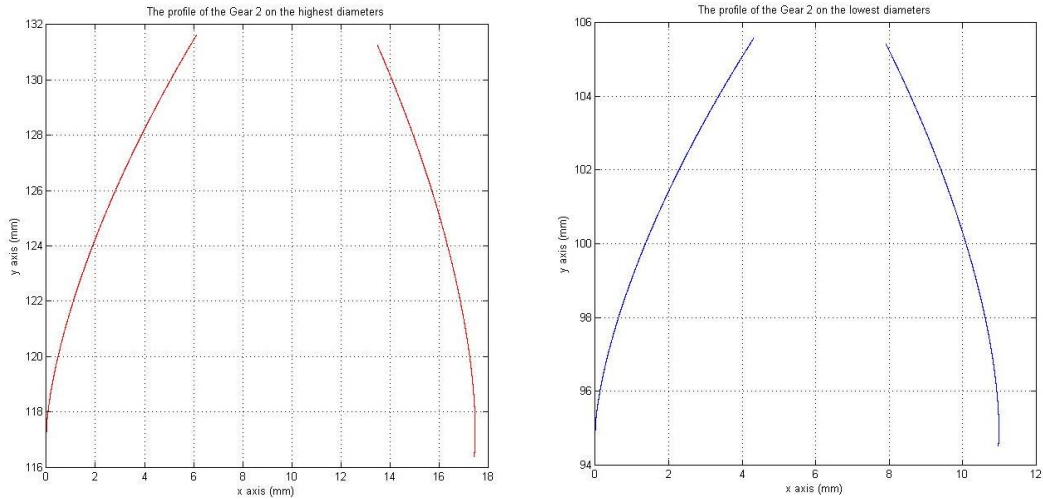 The profile of the Gear 2 on the highest diameters
132
130
128
126
124
122
120
118
116
y axis (mm)
0 2 4 6 8 10 12 14 16 18
x axis (mm)
The profile of the Gear 2 on the lowest diameters
106
104
102
100
98
96
94
y axis (mm)
0 2 4 6 8 10 12
x axis (mm)